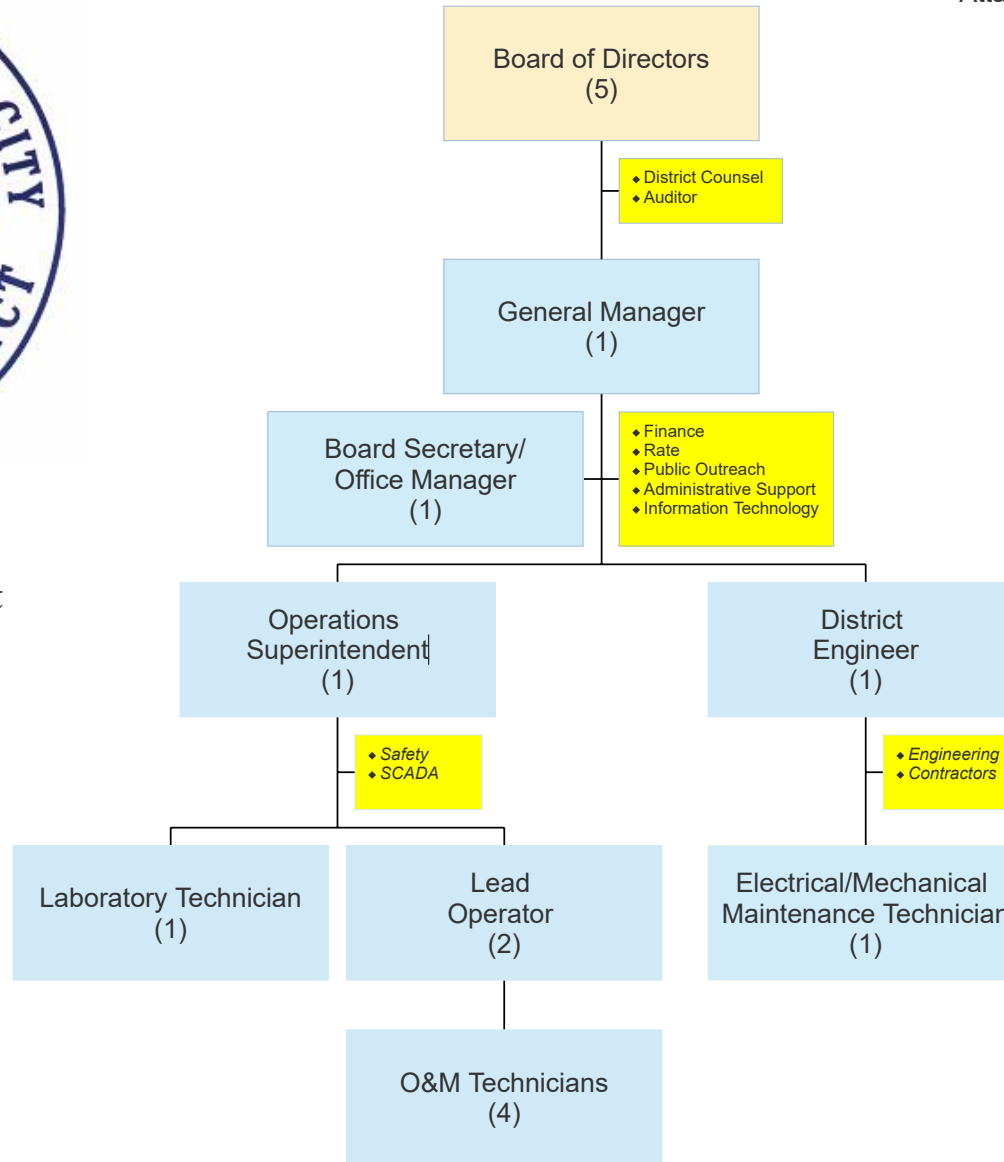 CITY
Board of Directors
(5)
◆ District Counsel
◆ Auditor
General Manager
(1)
Board Secretary/
Office Manager
(1)
◆ Finance
◆ Rate
◆ Public Outreach
◆ Administrative Support
◆ Information Technology
Operations
Superintendent
(1)
District
Engineer
(1)
◆ Safety
◆ SCADA
◆ Engineering
◆ Contractors
Laboratory Technician
(1)
Lead
Operator
(2)
Electrical/Mechanical
Maintenance Technician
(1)
O&M Technicians
(4)